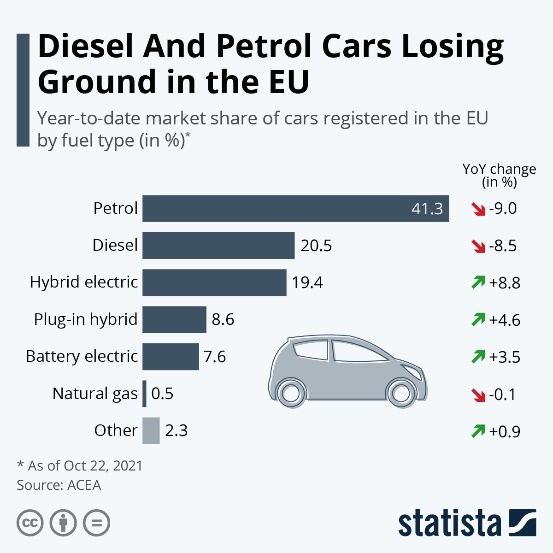 Diesel And Petrol Cars Losing
Ground in the EU
Year-to-date market share of cars registered in the EU
by fuel type (in %)*
YoY change
(in %)
Petrol 41.3 -9.0
Diesel 20.5 -8.5
Hybrid electric 19.4 +8.8
Plug-in hybrid 8.6 +4.6
Battery electric 7.6 +3.5
Natural gas 0.5 -0.1
Other 2.3 +0.9
* As of Oct 22, 2021
Source: ACEA
cc
statista